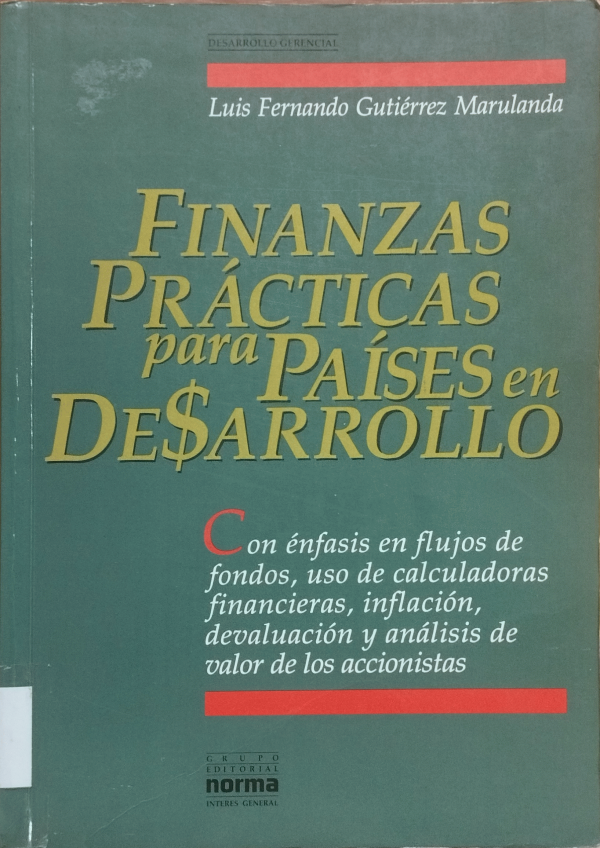 DESARROLLO GERENCIAL
Luis Fernando Gutiérrez Marulanda
FINANZAS
PRÁCTICAS
para PAÍSES en
DE$ARROLLO
Con énfasis en flujos de
fondos, uso de calculadoras
financieras, inflación,
devaluación y análisis de
valor de los accionistas
GRUPO
EDITORIAL
norma
INTERES GENERAL